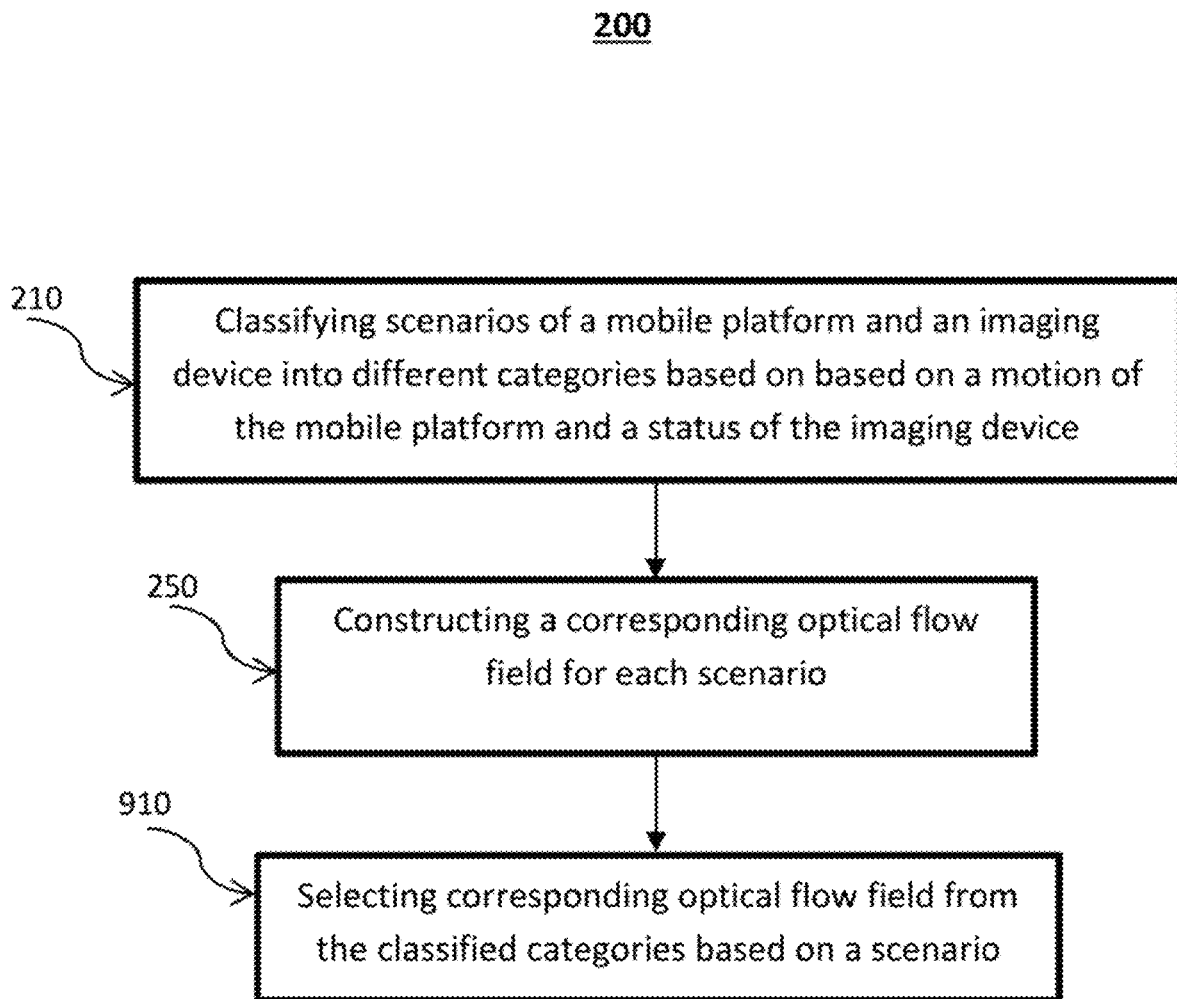 200
210
Classifying scenarios of a mobile platform and an imaging
device into different categories based on based on a motion of
the mobile platform and a status of the imaging device
250
Constructing a corresponding optical flow
field for each scenario
910
Selecting corresponding optical flow field from
the classified categories based on a scenario